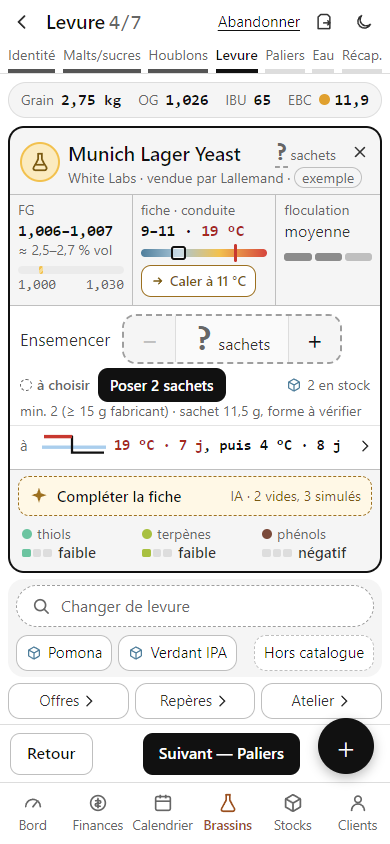 Levure 4/7
Abandonner
Identité Malts/sucres Houblons Levure Paliers Eau Récap.
Grain 2,75 kg OG 1,026 IBU 65 EBC 11,9
Munich Lager Yeast
? sachets
White Labs · vendue par Lallemand · exemple
FG
1,006–1,007
≈ 2,5–2,7 % vol
1,000 1,030
fiche · conduite
9–11 · 19 °C
→ Caler à 11 °C
floculation
moyenne
Ensemencer − ? sachets +
à choisir Poser 2 sachets 2 en stock
min. 2 (≥ 15 g fabricant) · sachet 11,5 g, forme à vérifier
à 19 °C · 7 j, puis 4 °C · 8 j
Compléter la fiche IA · 2 vides, 3 simulés
thiols terpènes phénols
faible faible négatif
Changer de levure
Pomona Verdant IPA Hors catalogue
Offres Repères Atelier
Retour Suivant — Paliers +
Bord Finances Calendrier Brassins Stocks Clients